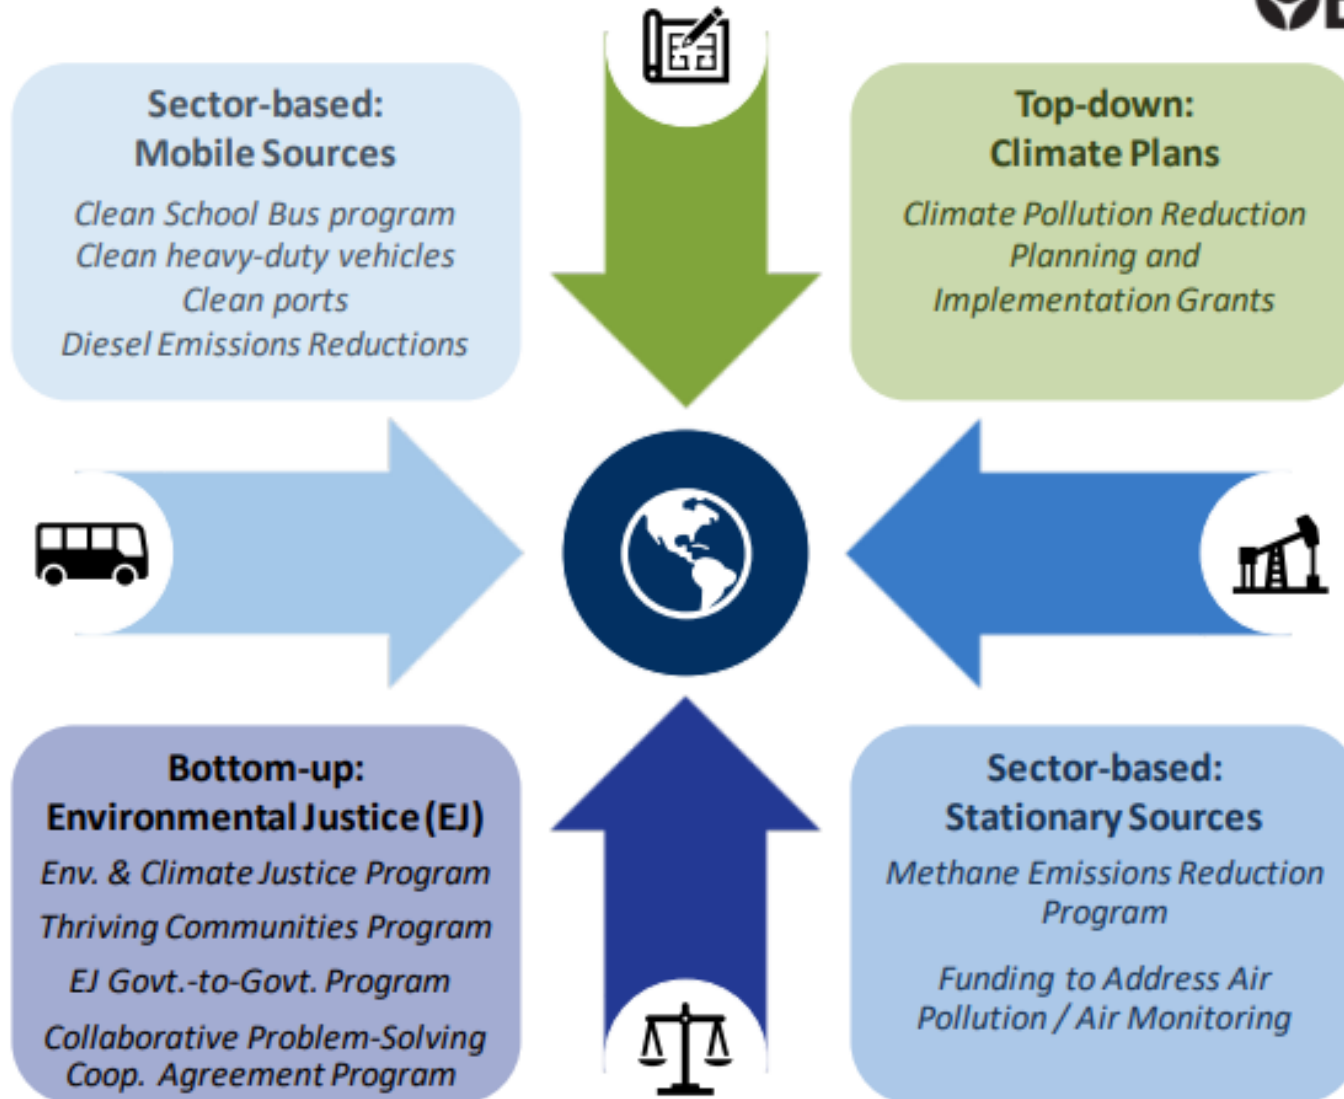 Sector-based:
Mobile Sources
Clean School Bus program
Clean heavy-duty vehicles
Clean ports
Diesel Emissions Reductions
Top-down:
Climate Plans
Climate Pollution Reduction
Planning and
Implementation Grants
Bottom-up:
Environmental Justice (EJ)
Env. & Climate Justice Program
Thriving Communities Program
EJ Govt.-to-Govt. Program
Collaborative Problem-Solving
Coop. Agreement Program
Sector-based:
Stationary Sources
Methane Emissions Reduction
Program
Funding to Address Air
Pollution / Air Monitoring